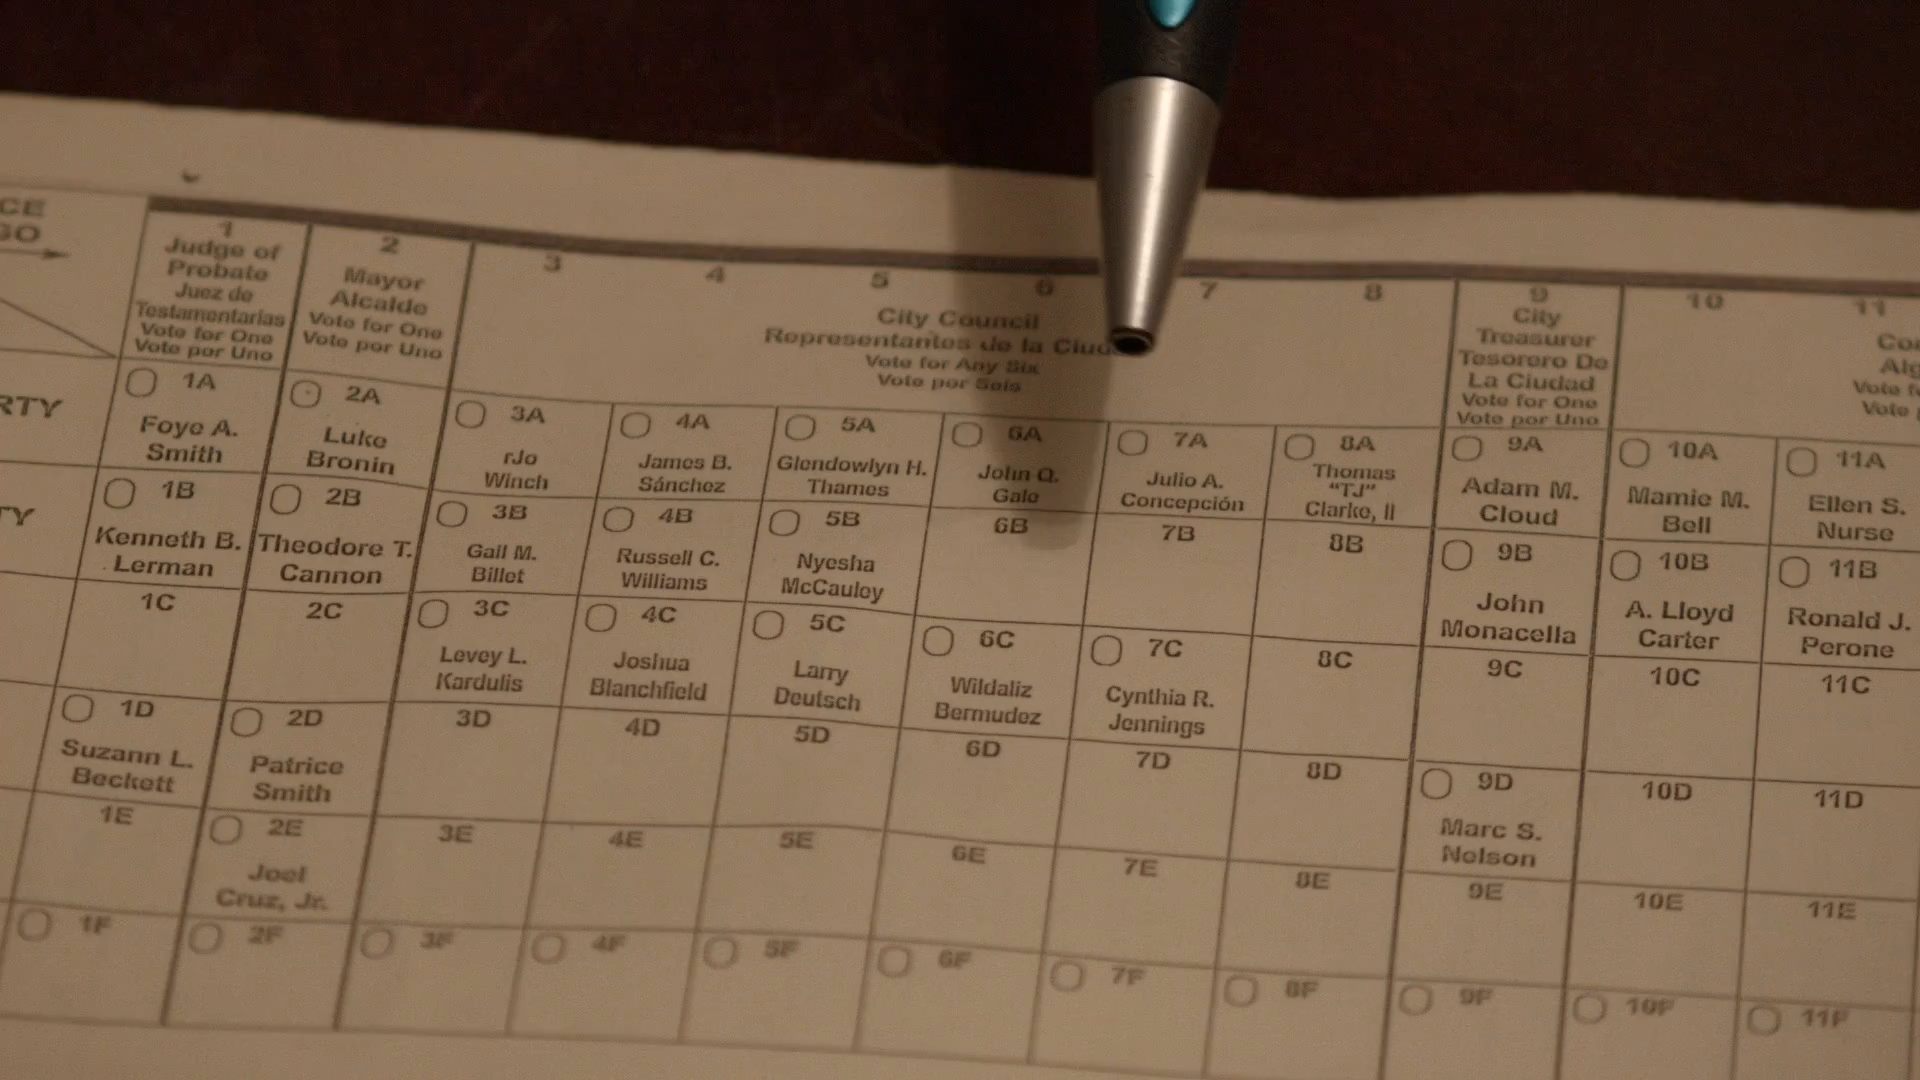 1
Judge of
Probate
Juez de
Testamentarias
Vote for One
Vote por Uno
2
Mayor
Alcalde
Vote for One
Vote por Uno
3 4 5 6 7 8
City Council
Representantes de la Ciud
Vote for Any Six
Vote por Seis
9
City
Treasurer
Tesorero De
La Ciudad
Vote for One
Vote por Uno
10 11
1A
Foye A.
Smith
2A
Luke
Bronin
3A
rJo
Winch
4A
James B.
Sánchez
5A
Glendowlyn H.
Thames
6A
John Q.
Gale
7A
Julio A.
Concepción
8A
Thomas
"TJ"
Clarke, II
9A
Adam M.
Cloud
10A
Mamie M.
Bell
11A
Ellen S.
Nurse
1B
Kenneth B.
Lerman
2B
Theodore T.
Cannon
3B
Gail M.
Billet
4B
Russell C.
Williams
5B
Nyesha
McCauley
6B
7B
8B
9B
John
Monacella
10B
A. Lloyd
Carter
11B
Ronald J.
Perone
1C
2C
3C
Levey L.
Kardulis
4C
Joshua
Blanchfield
5C
Larry
Deutsch
6C
Wildaliz
Bermudez
7C
Cynthia R.
Jennings
8C
9C
10C
11C
1D
Suzann L.
Beckett
2D
Patrice
Smith
3D
4D
5D
6D
7D
8D
9D
Marc S.
Nelson
10D
11D
1E
2E
Joel
Cruz, Jr.
3E
4E
5E
6E
7E
8E
9E
10E
11E
1F
2F
3F
4F
5F
6F
7F
8F
9F
10F
11F